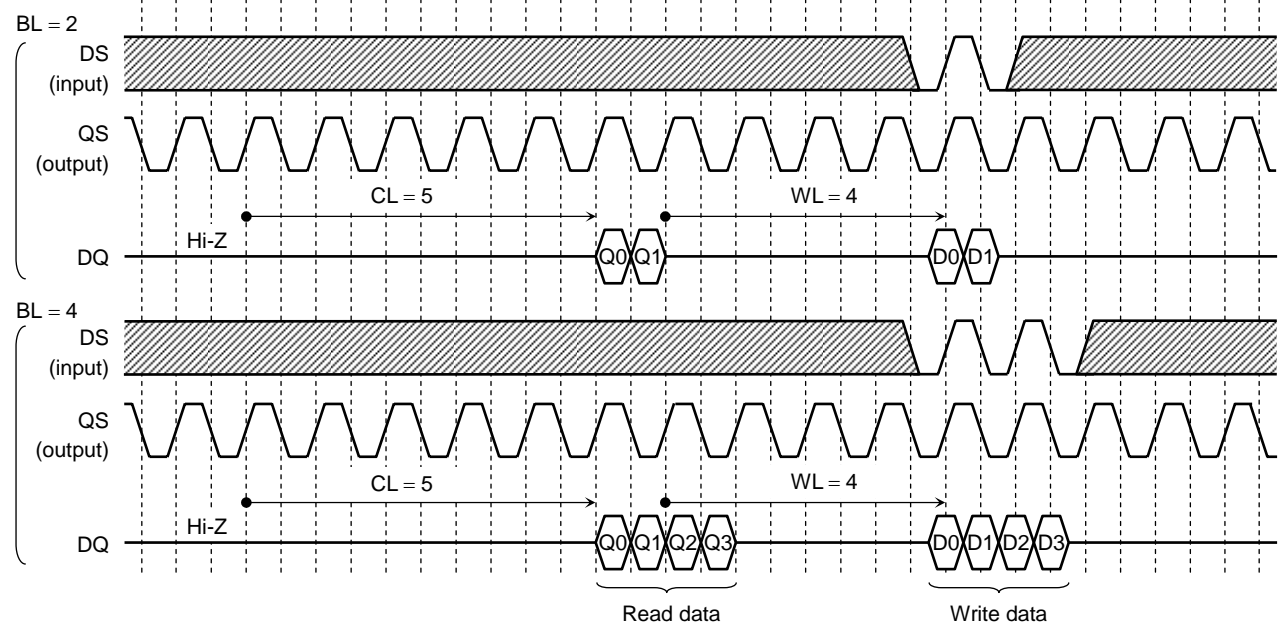 BL = 2
DS
(input)
QS
(output)
CL = 5
WL = 4
Hi-Z
DQ
Q0 Q1
D0 D1
BL = 4
DS
(input)
QS
(output)
CL = 5
WL = 4
Hi-Z
DQ
Q0 Q1 Q2 Q3
D0 D1 D2 D3
Read data
Write data